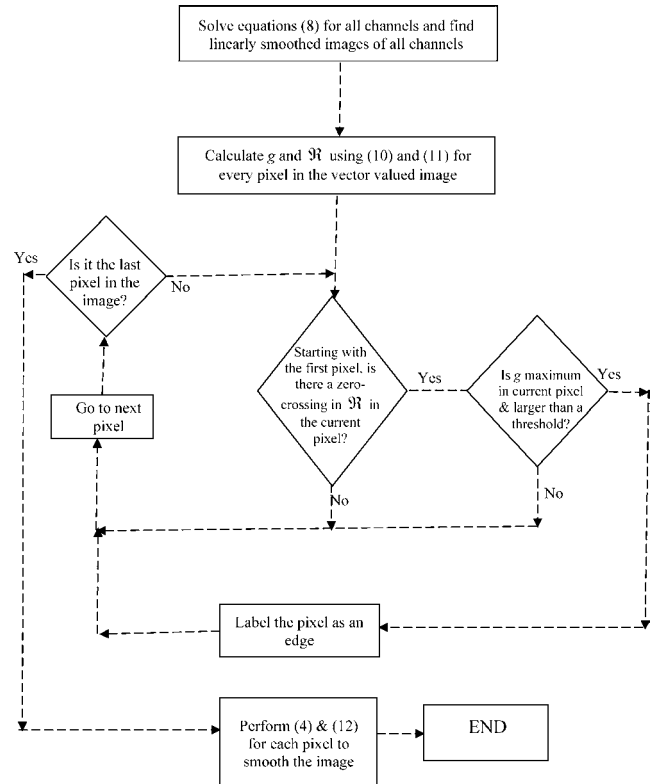 Solve equations (8) for all channels and find
linearly smoothed images of all channels
Calculate g and ℜ using (10) and (11) for
every pixel in the vector valued image
Yes
Is it the last
pixel in the
image?
No
Starting with
the first pixel, is
there a zero-
crossing in ℜ in
the current
pixel?
Yes
Is g maximum
in current pixel
& larger than a
threshold?
Yes
Go to next
pixel
No
No
Label the pixel as an
edge
Perform (4) & (12)
for each pixel to
smooth the image
END